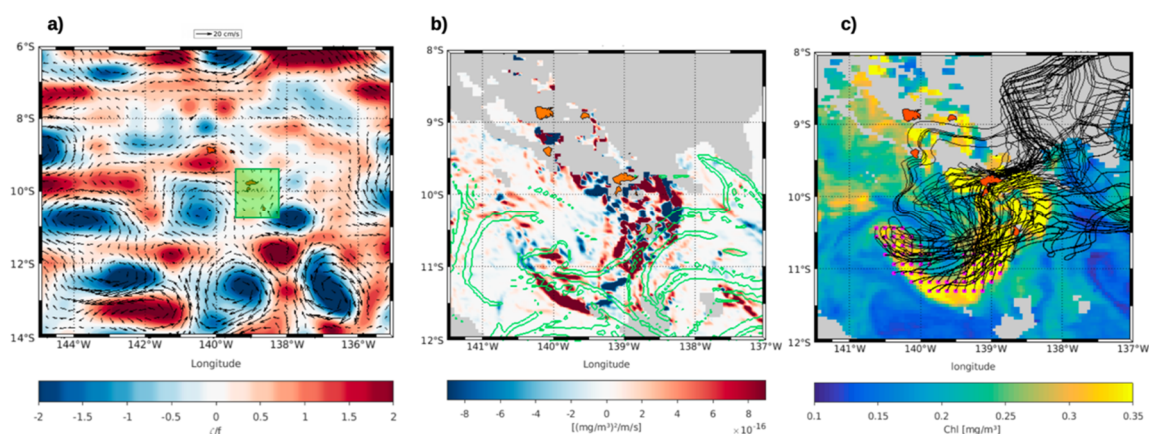 a)
b)
c)
20 cm/s
6°S
8°S
10°S
12°S
14°S
144°W
142°W
140°W
138°W
136°W
Longitude
-2
-1.5
-1
-0.5
0
0.5
1
1.5
2
ζ/f
8°S
9°S
10°S
11°S
12°S
141°W
140°W
139°W
138°W
137°W
Longitude
-8
-6
-4
-2
0
2
4
6
8
[(mg/m³)²/m/s]
×10⁻¹⁶
8°S
9°S
10°S
11°S
12°S
141°W
140°W
139°W
138°W
137°W
longitude
0.1
0.15
0.2
0.25
0.3
0.35
Chl [mg/m³]